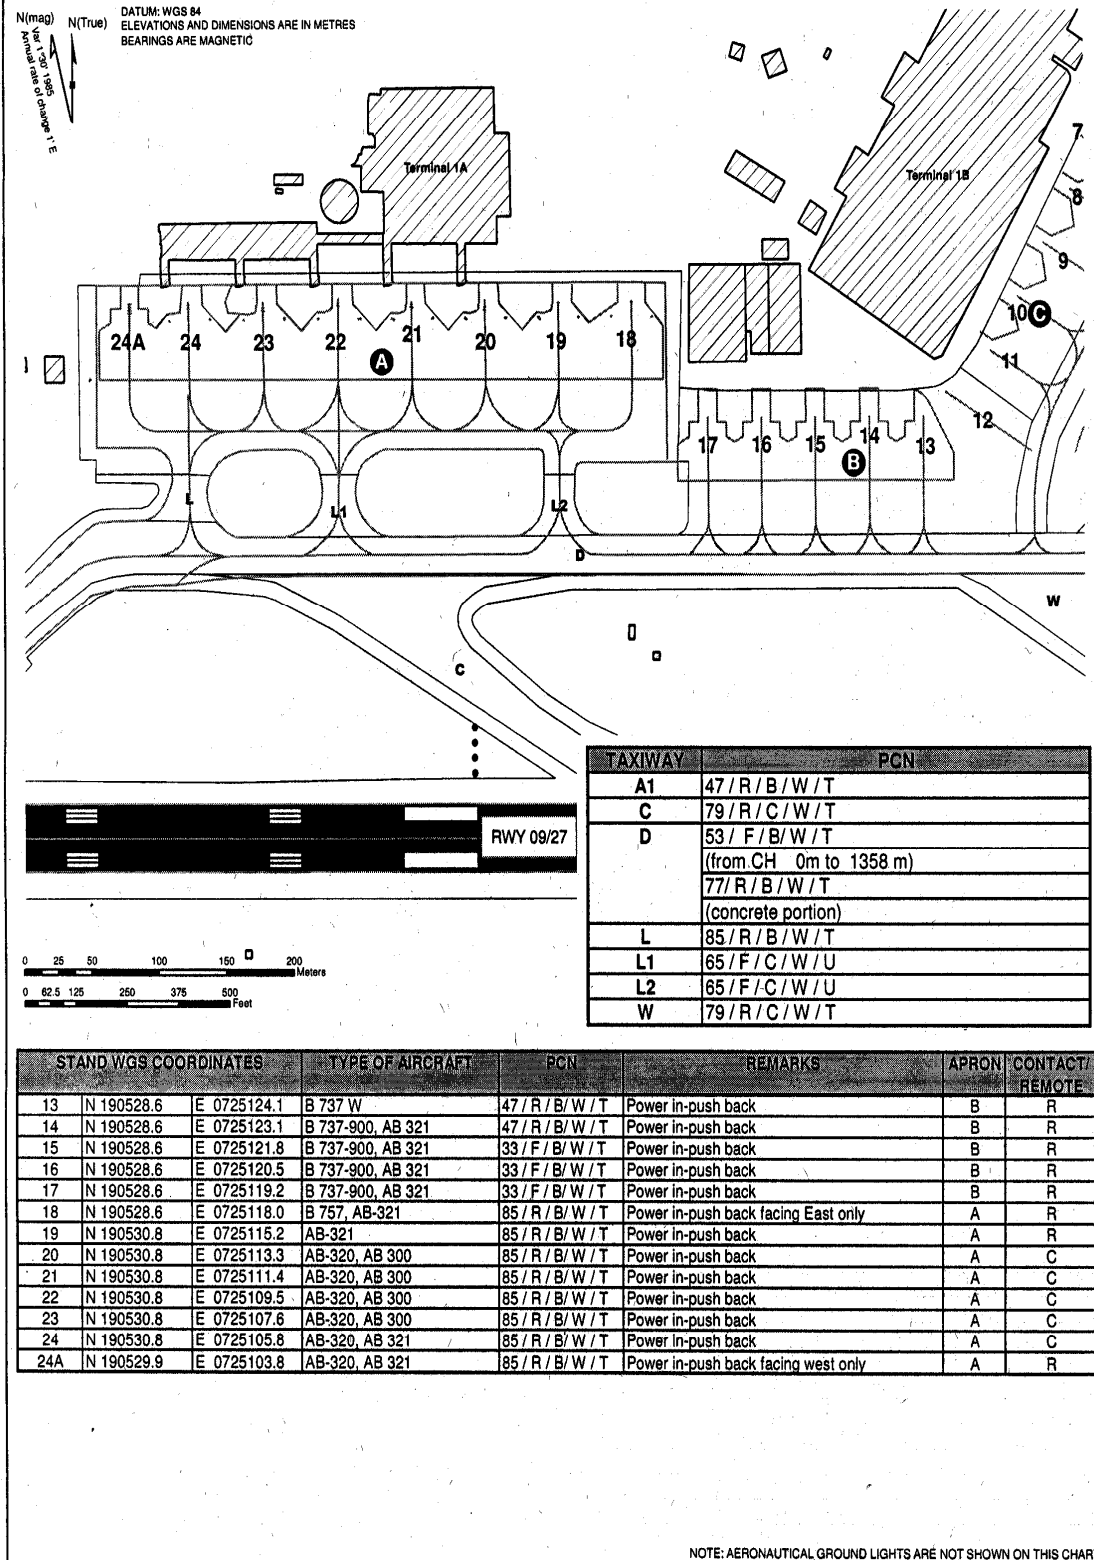 N(mag) N(True)
Var 1°30' 1985
Annual rate of change 1' E
DATUM: WGS 84
ELEVATIONS AND DIMENSIONS ARE IN METRES
BEARINGS ARE MAGNETIC
Terminal 1A
Terminal 1B
7
8
9
10 C
11
12
24A 24 23 22 21 20 19 18
A
17 16 15 14 13
B
L L1 L2
D
W
C
RWY 09/27
TAXIWAY PCN
A1 47 / R / B / W / T
C 79 / R / C / W / T
D 53 / F / B / W / T
(from CH 0m to 1358 m)
77/ R / B / W / T
(concrete portion)
L 85 / R / B / W / T
L1 65 / F / C / W / U
L2 65 / F / C / W / U
W 79 / R / C / W / T
0 25 50 100 150 200
Meters
0 62.5 125 250 375 500
Feet
STAND WGS COORDINATES TYPE OF AIRCRAFT PCN REMARKS APRON CONTACT/ REMOTE
13 N 190528.6 E 0725124.1 B 737 W 47 / R / B/ W / T Power in-push back B R
14 N 190528.6 E 0725123.1 B 737-900, AB 321 47 / R / B/ W / T Power in-push back B R
15 N 190528.6 E 0725121.8 B 737-900, AB 321 33 / F / B/ W / T Power in-push back B R
16 N 190528.6 E 0725120.5 B 737-900, AB 321 33 / F / B/ W / T Power in-push back B R
17 N 190528.6 E 0725119.2 B 737-900, AB 321 33 / F / B/ W / T Power in-push back B R
18 N 190528.6 E 0725118.0 B 757, AB-321 85 / R / B/ W / T Power in-push back facing East only A R
19 N 190530.8 E 0725115.2 AB-321 85 / R / B/ W / T Power in-push back A R
20 N 190530.8 E 0725113.3 AB-320, AB 300 85 / R / B/ W / T Power in-push back A C
21 N 190530.8 E 0725111.4 AB-320, AB 300 85 / R / B/ W / T Power in-push back A C
22 N 190530.8 E 0725109.5 AB-320, AB 300 85 / R / B/ W / T Power in-push back A C
23 N 190530.8 E 0725107.6 AB-320, AB 300 85 / R / B/ W / T Power in-push back A C
24 N 190530.8 E 0725105.8 AB-320, AB 321 85 / R / B/ W / T Power in-push back A C
24A N 190529.9 E 0725103.8 AB-320, AB 321 85 / R / B/ W / T Power in-push back facing west only A R
NOTE: AERONAUTICAL GROUND LIGHTS ARE NOT SHOWN ON THIS CHAR